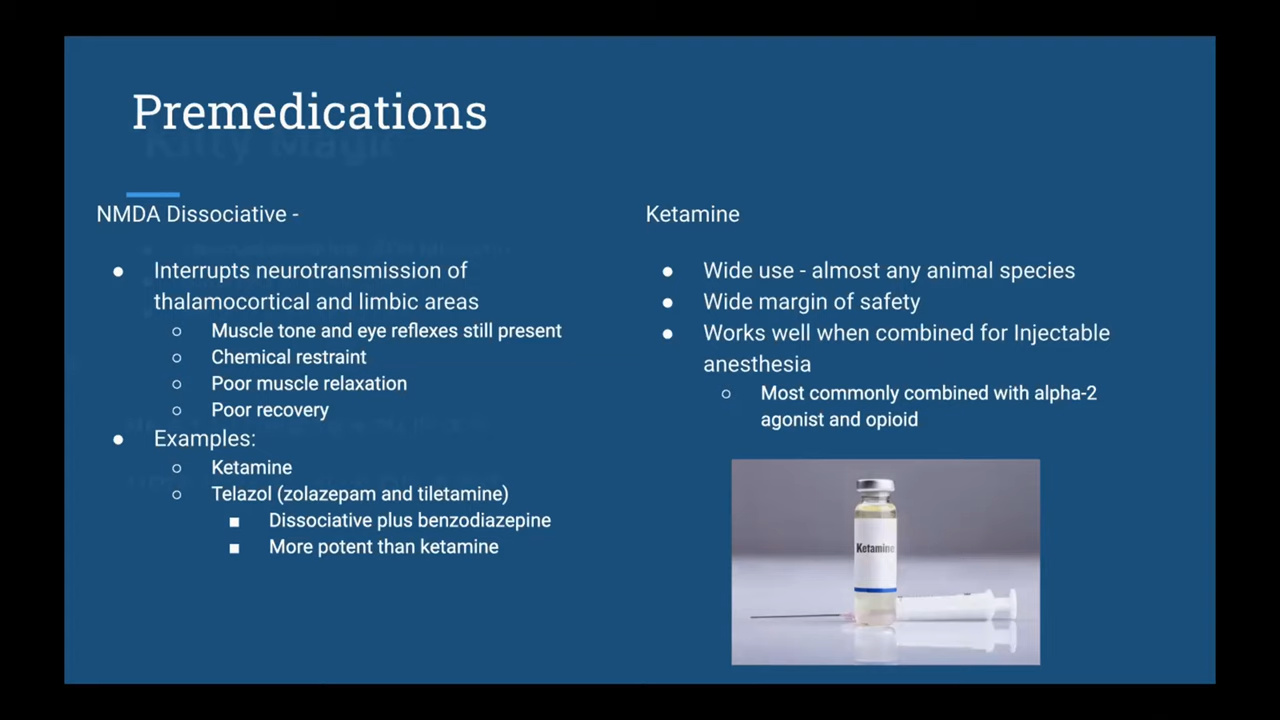 Premedications
Kitty Magic
NMDA Dissociative -
● Interrupts neurotransmission of
thalamocortical and limbic areas
○ Muscle tone and eye reflexes still present
○ Chemical restraint
○ Poor muscle relaxation
○ Poor recovery
● Examples:
○ Ketamine
○ Telazol (zolazepam and tiletamine)
■ Dissociative plus benzodiazepine
■ More potent than ketamine
Ketamine
● Wide use - almost any animal species
● Wide margin of safety
● Works well when combined for Injectable
anesthesia
○ Most commonly combined with alpha-2
agonist and opioid
Ketamine